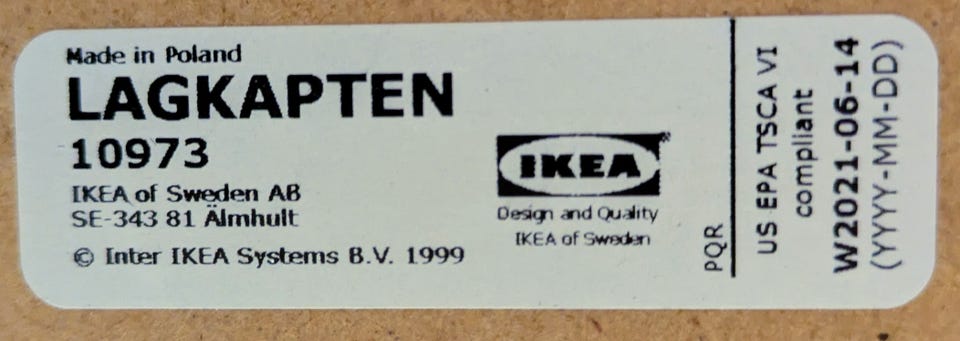 Made in Poland
LAGKAPTEN
10973
IKEA of Sweden AB
SE-343 81 Älmhult
© Inter IKEA Systems B.V. 1999
IKEA®
Design and Quality
IKEA of Sweden
PQR
US EPA TSCA VI
compliant
W2021-06-14
(YYYY-MM-DD)